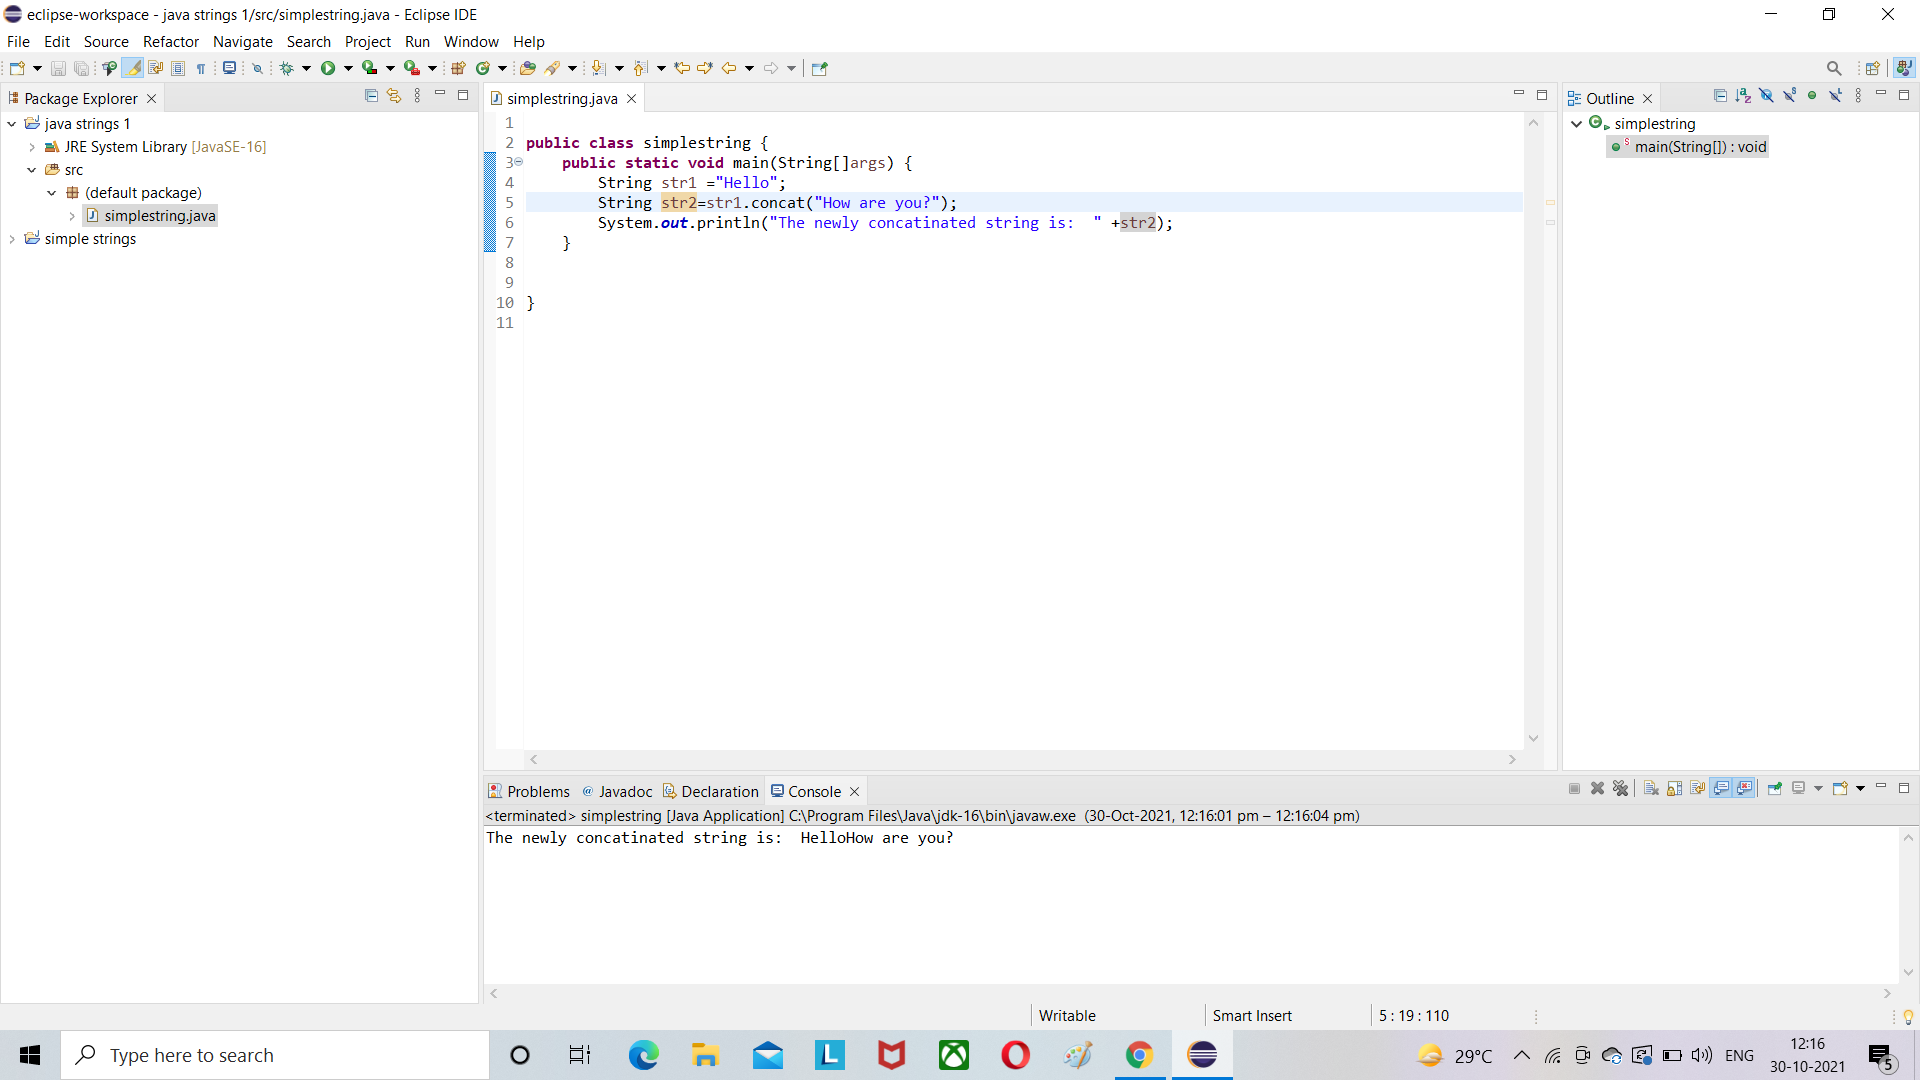 eclipse-workspace - java strings 1/src/simplestring.java - Eclipse IDE
File Edit Source Refactor Navigate Search Project Run Window Help
Package Explorer
java strings 1
JRE System Library [JavaSE-16]
src
(default package)
simplestring.java
simple strings
simplestring.java
1
2 public class simplestring {
3 public static void main(String[]args) {
4 String str1 ="Hello";
5 String str2=str1.concat("How are you?");
6 System.out.println("The newly concatinated string is:  " +str2);
7 }
8
9
10 }
11
Outline
simplestring
main(String[]) : void
Problems @ Javadoc Declaration Console
<terminated> simplestring [Java Application] C:\Program Files\Java\jdk-16\bin\javaw.exe (30-Oct-2021, 12:16:01 pm – 12:16:04 pm)
The newly concatinated string is:  HelloHow are you?
Writable Smart Insert 5 : 19 : 110
Type here to search
29°C ENG
12:16
30-10-2021
5